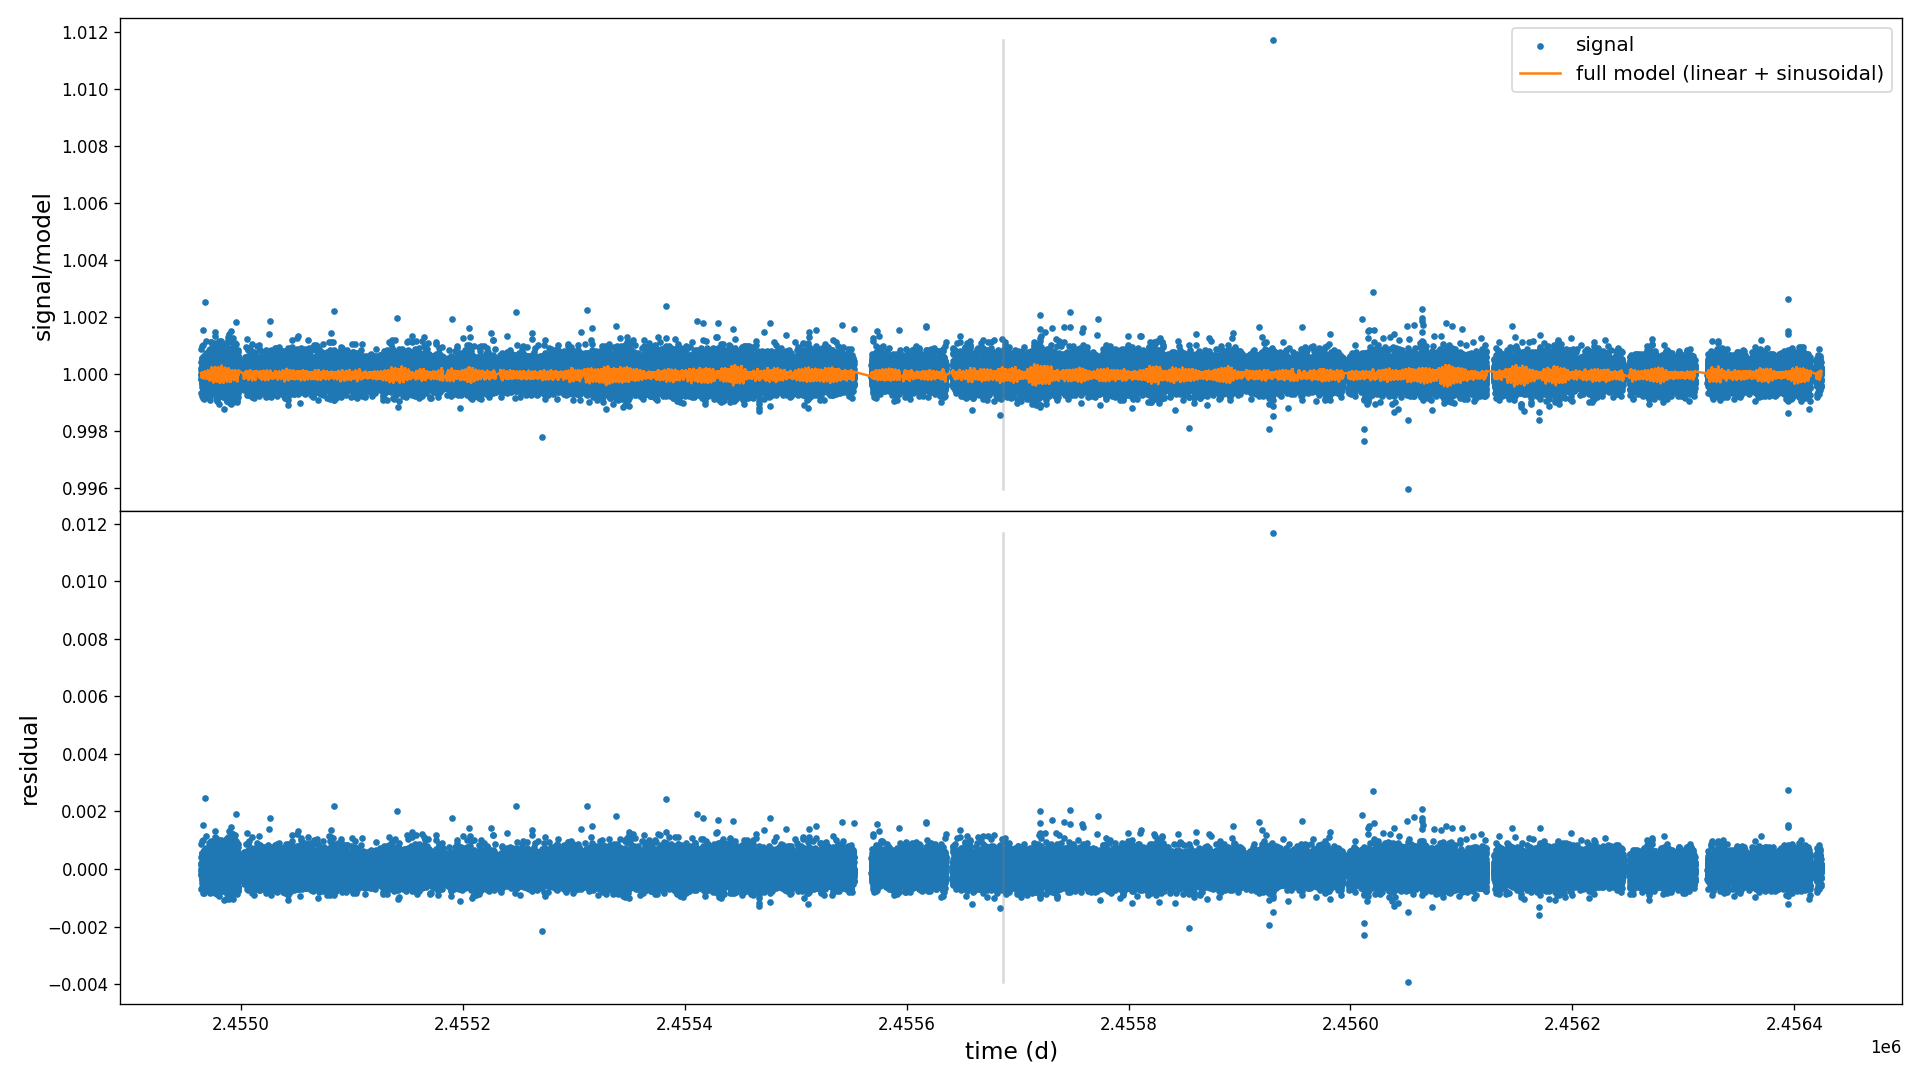 signal/model
1.012
1.010
1.008
1.006
1.004
1.002
1.000
0.998
0.996
signal
full model (linear + sinusoidal)
residual
0.012
0.010
0.008
0.006
0.004
0.002
0.000
−0.002
−0.004
2.4550 2.4552 2.4554 2.4556 2.4558 2.4560 2.4562 2.4564
time (d)
1e6